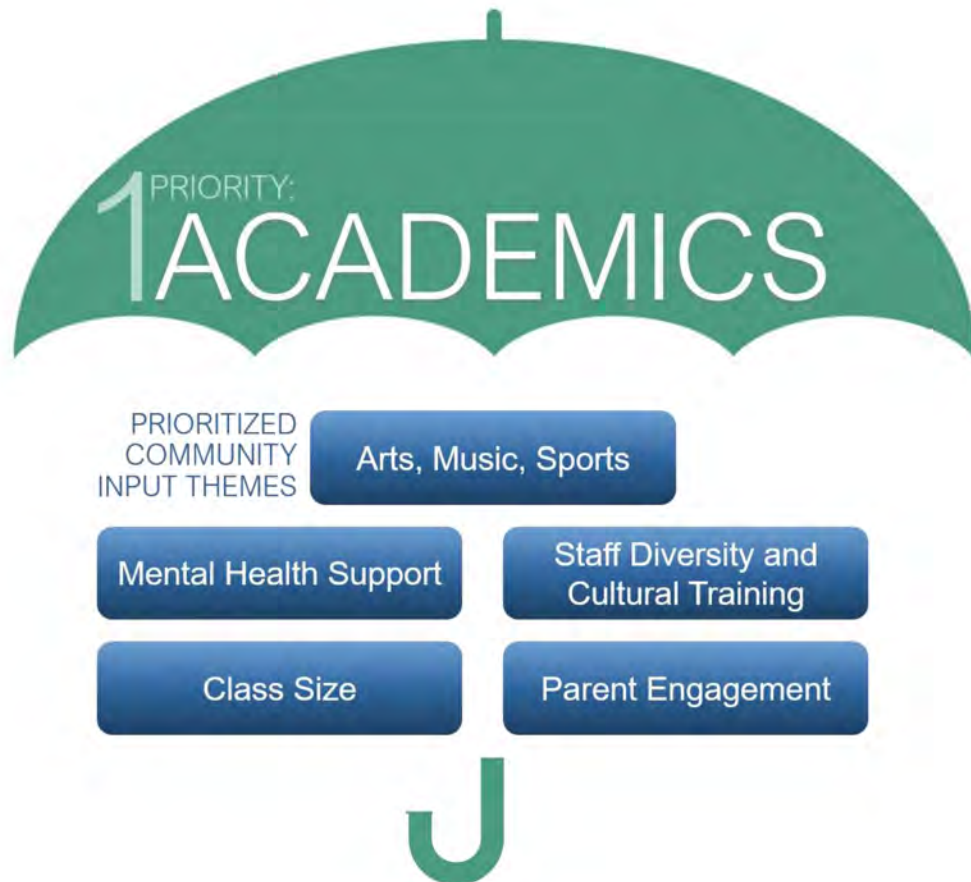 1 PRIORITY:
ACADEMICS
PRIORITIZED
COMMUNITY
INPUT THEMES
Arts, Music, Sports
Mental Health Support
Staff Diversity and
Cultural Training
Class Size
Parent Engagement